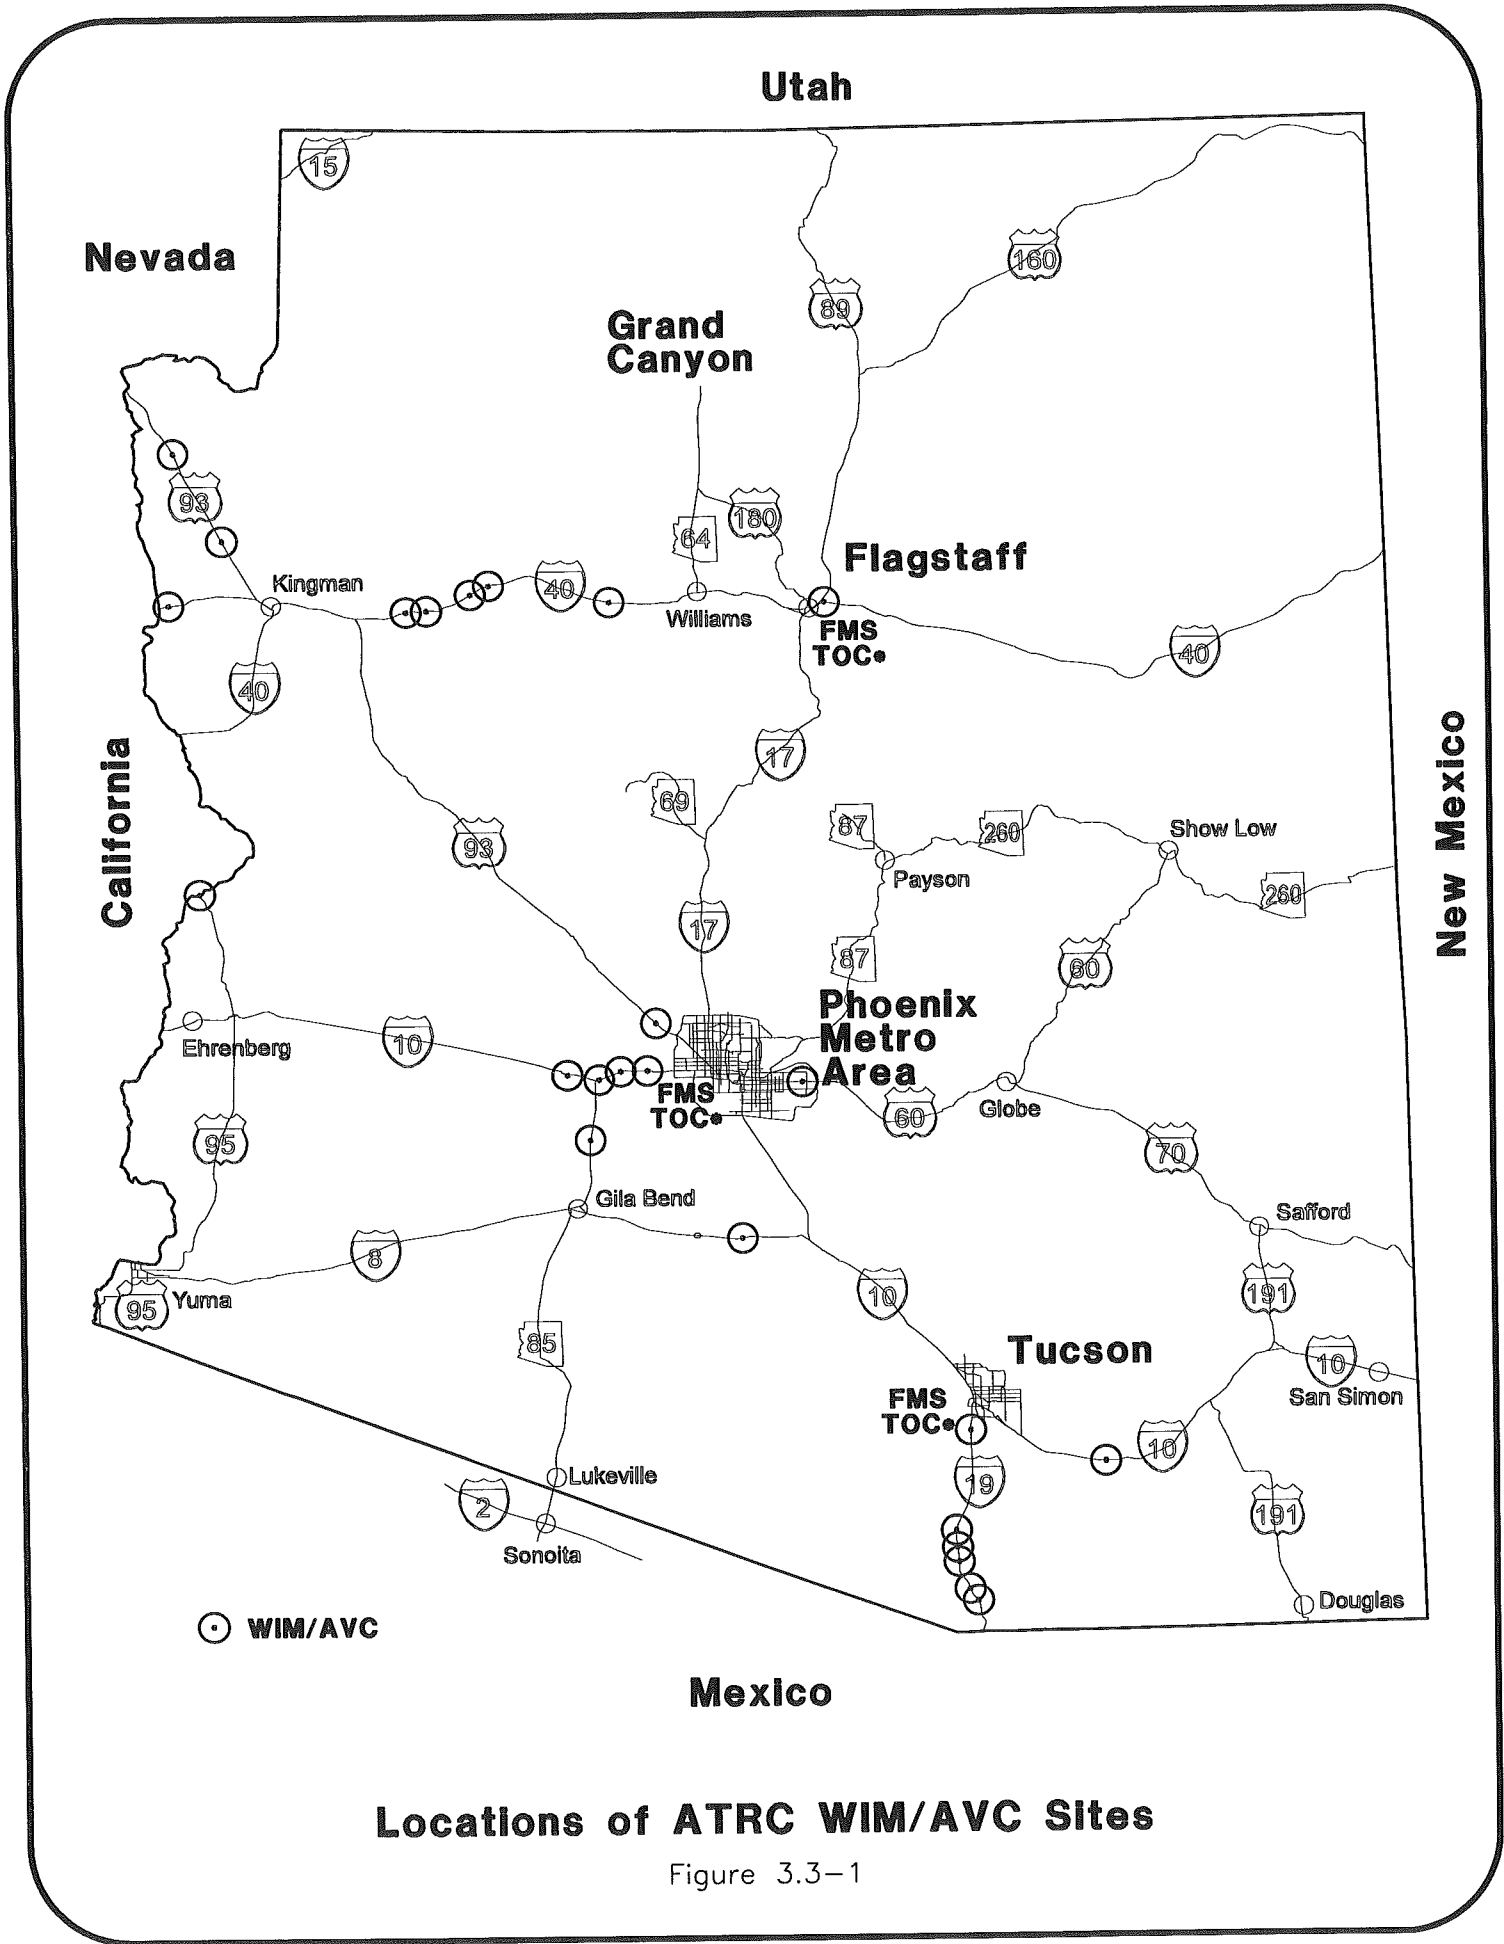 Utah
15
Nevada
160
89
Grand
Canyon
93
180
64
Flagstaff
Kingman
40
Williams
FMS
TOC
40
40
California
New Mexico
17
69
87
260
Show Low
93
Payson
260
17
87
60
Phoenix
Metro
Area
Ehrenberg
10
FMS
TOC
60
Globe
95
70
Gila Bend
Safford
8
95
Yuma
10
191
85
Tucson
10
San Simon
FMS
TOC
10
19
Lukeville
2
191
Sonoita
Douglas
WIM/AVC
Mexico
Locations of ATRC WIM/AVC Sites
Figure 3.3-1